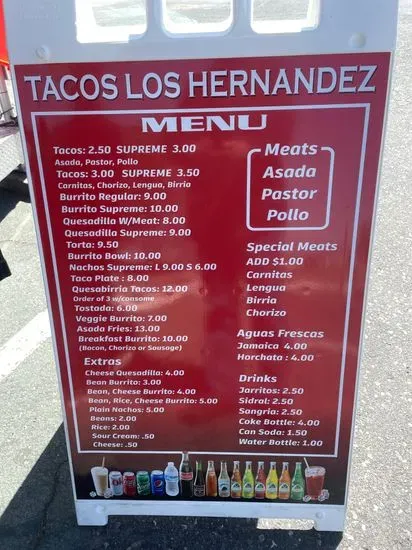 TACOS LOS HERNANDEZ
MENU
Tacos: 2.50 SUPREME 3.00
Asada, Pastor, Pollo
Tacos: 3.00 SUPREME 3.50
Carnitas, Chorizo, Lengua, Birria
Burrito Regular: 9.00
Burrito Supreme: 10.00
Quesadilla W/Meat: 8.00
Quesadilla Supreme: 9.00
Torta: 9.50
Burrito Bowl: 10.00
Nachos Supreme: L 9.00 S 6.00
Taco Plate : 8.00
Quesabirria Tacos: 12.00
Order of 3 w/consome
Tostada: 6.00
Veggie Burrito: 7.00
Asada Fries: 13.00
Breakfast Burrito: 10.00
(Bacon, Chorizo or Sausage)
Extras
Cheese Quesadilla: 4.00
Bean Burrito: 3.00
Bean, Cheese Burrito: 4.00
Bean, Rice, Cheese Burrito: 5.00
Plain Nachos: 5.00
Beans: 2.00
Rice: 2.00
Sour Cream: .50
Cheese: .50
Meats
Asada
Pastor
Pollo
Special Meats
ADD $1.00
Carnitas
Lengua
Birria
Chorizo
Aguas Frescas
Jamaica 4.00
Horchata : 4.00
Drinks
Jarritos: 2.50
Sidral: 2.50
Sangria: 2.50
Coke Bottle: 4.00
Can Soda: 1.50
Water Bottle: 1.00